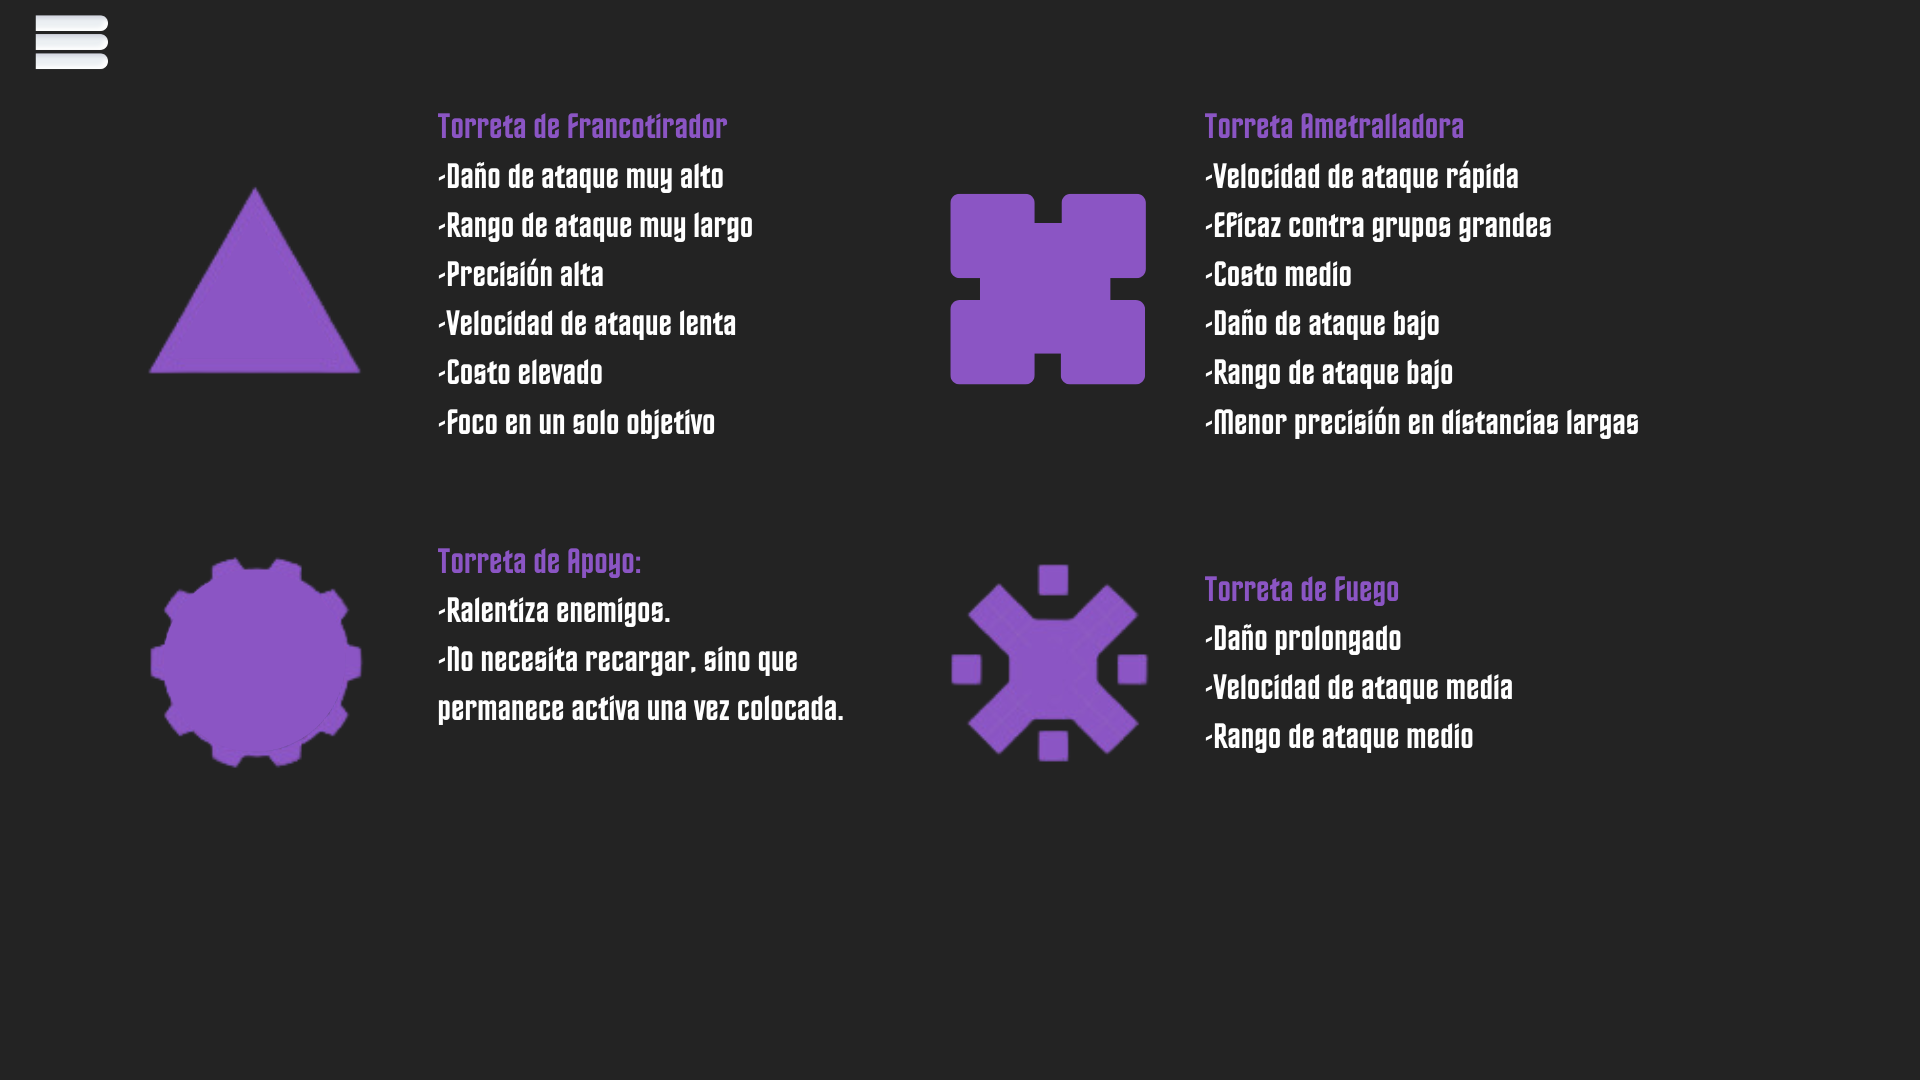 Torreta de Francotirador
-Daño de ataque muy alto
-Rango de ataque muy largo
-Precisión alta
-Velocidad de ataque lenta
-Costo elevado
-Foco en un solo objetivo
Torreta Ametralladora
-Velocidad de ataque rápida
-Eficaz contra grupos grandes
-Costo medio
-Daño de ataque bajo
-Rango de ataque bajo
-Menor precisión en distancias largas
Torreta de Apoyo:
-Ralentiza enemigos.
-No necesita recargar, sino que
permanece activa una vez colocada.
Torreta de Fuego
-Daño prolongado
-Velocidad de ataque media
-Rango de ataque medio